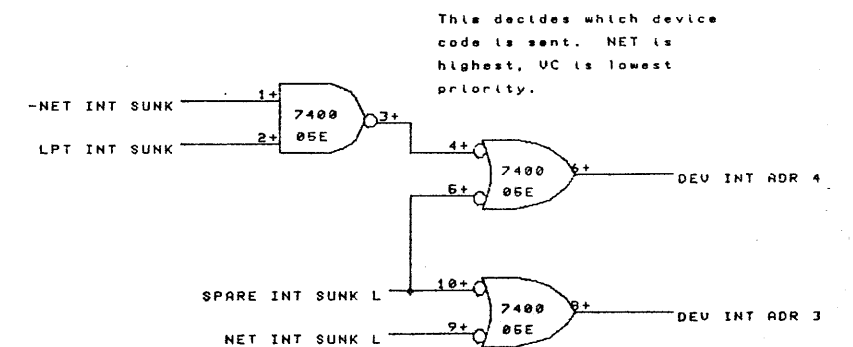 This decides which device
code is sent. NET is
highest, VC is lowest
priority.
-NET INT SUNK
1+
7400
05E
3+
LPT INT SUNK
2+
4+
7400
05E
6+
DEV INT ADR 4
5+
SPARE INT SUNK L
10+
7400
05E
8+
DEV INT ADR 3
NET INT SUNK L
9+